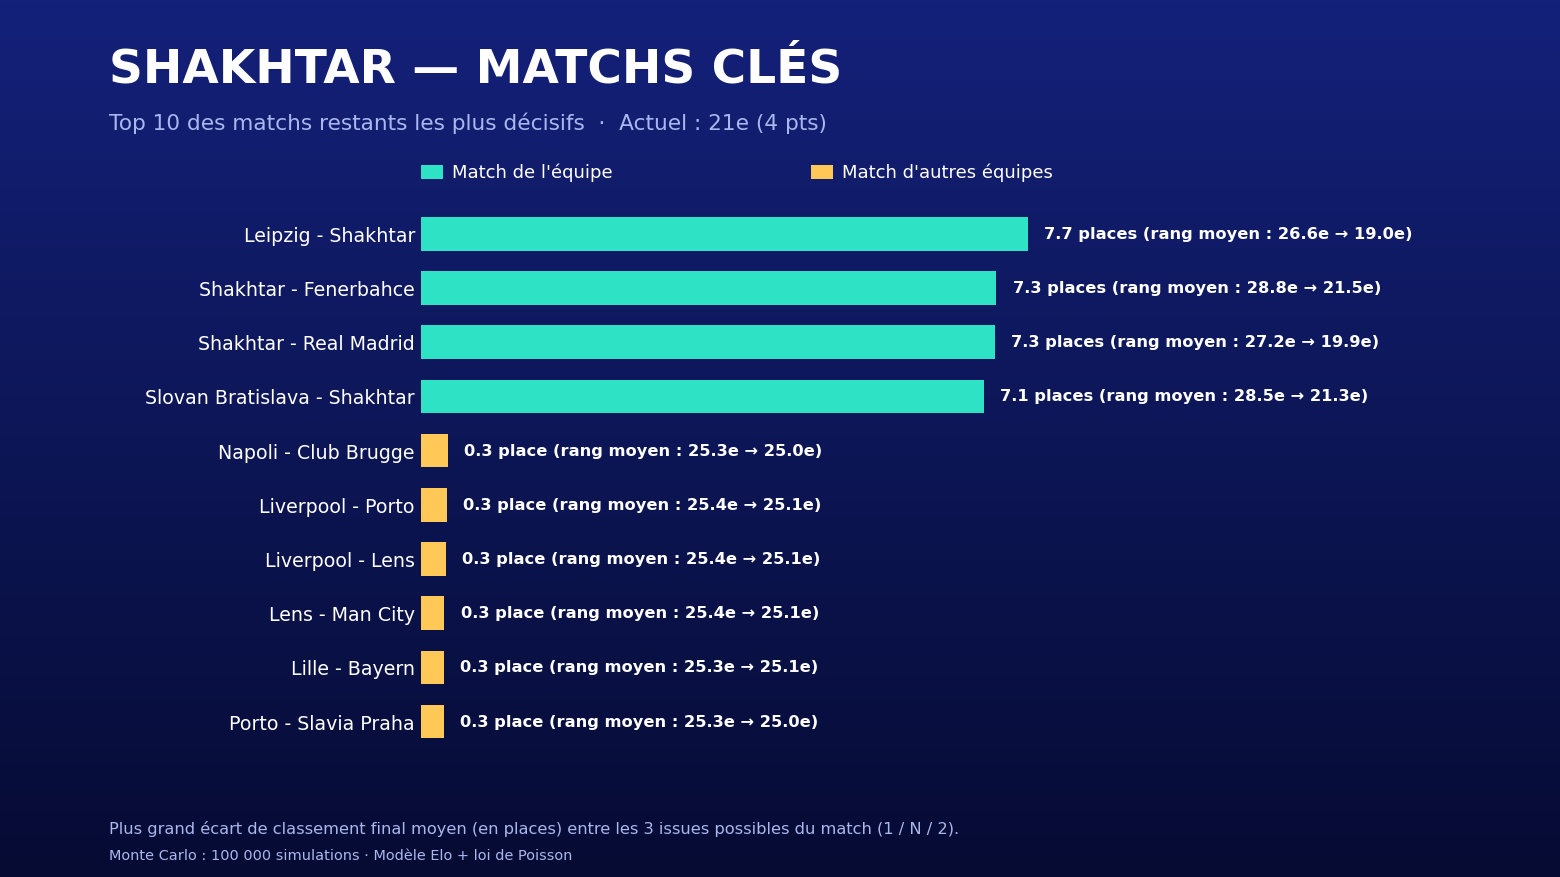 SHAKHTAR — MATCHS CLÉS
Top 10 des matchs restants les plus décisifs · Actuel : 21e (4 pts)
Match de l'équipe
Match d'autres équipes
Leipzig - Shakhtar 7.7 places (rang moyen : 26.6e → 19.0e)
Shakhtar - Fenerbahce 7.3 places (rang moyen : 28.8e → 21.5e)
Shakhtar - Real Madrid 7.3 places (rang moyen : 27.2e → 19.9e)
Slovan Bratislava - Shakhtar 7.1 places (rang moyen : 28.5e → 21.3e)
Napoli - Club Brugge 0.3 place (rang moyen : 25.3e → 25.0e)
Liverpool - Porto 0.3 place (rang moyen : 25.4e → 25.1e)
Liverpool - Lens 0.3 place (rang moyen : 25.4e → 25.1e)
Lens - Man City 0.3 place (rang moyen : 25.4e → 25.1e)
Lille - Bayern 0.3 place (rang moyen : 25.3e → 25.1e)
Porto - Slavia Praha 0.3 place (rang moyen : 25.3e → 25.0e)
Plus grand écart de classement final moyen (en places) entre les 3 issues possibles du match (1 / N / 2).
Monte Carlo : 100 000 simulations · Modèle Elo + loi de Poisson